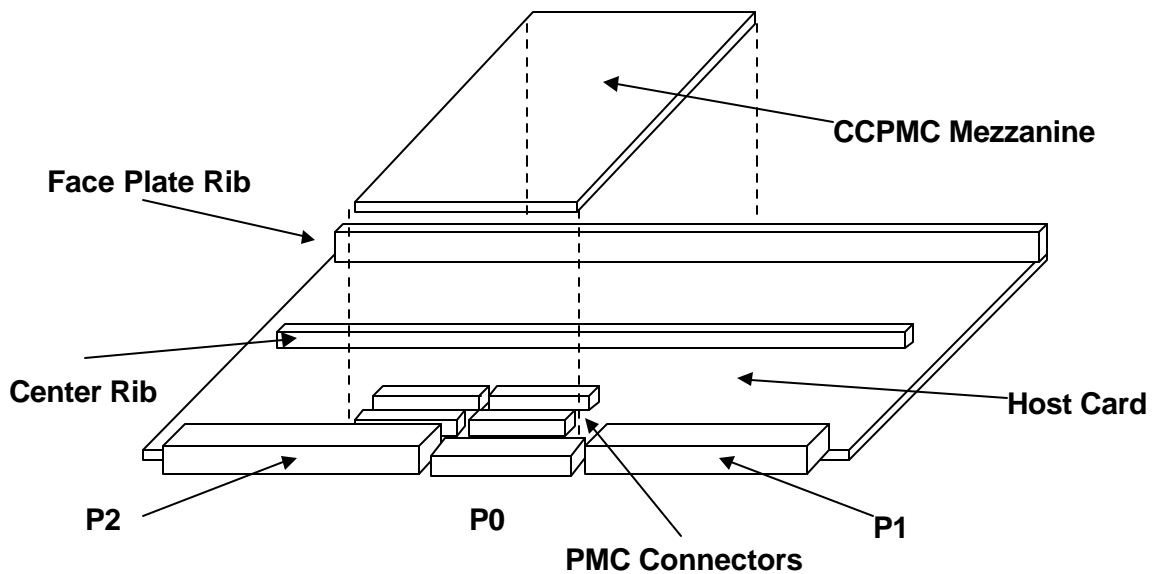 CCPMC Mezzanine
Face Plate Rib
Center Rib
Host Card
P2
P0
P1
PMC Connectors